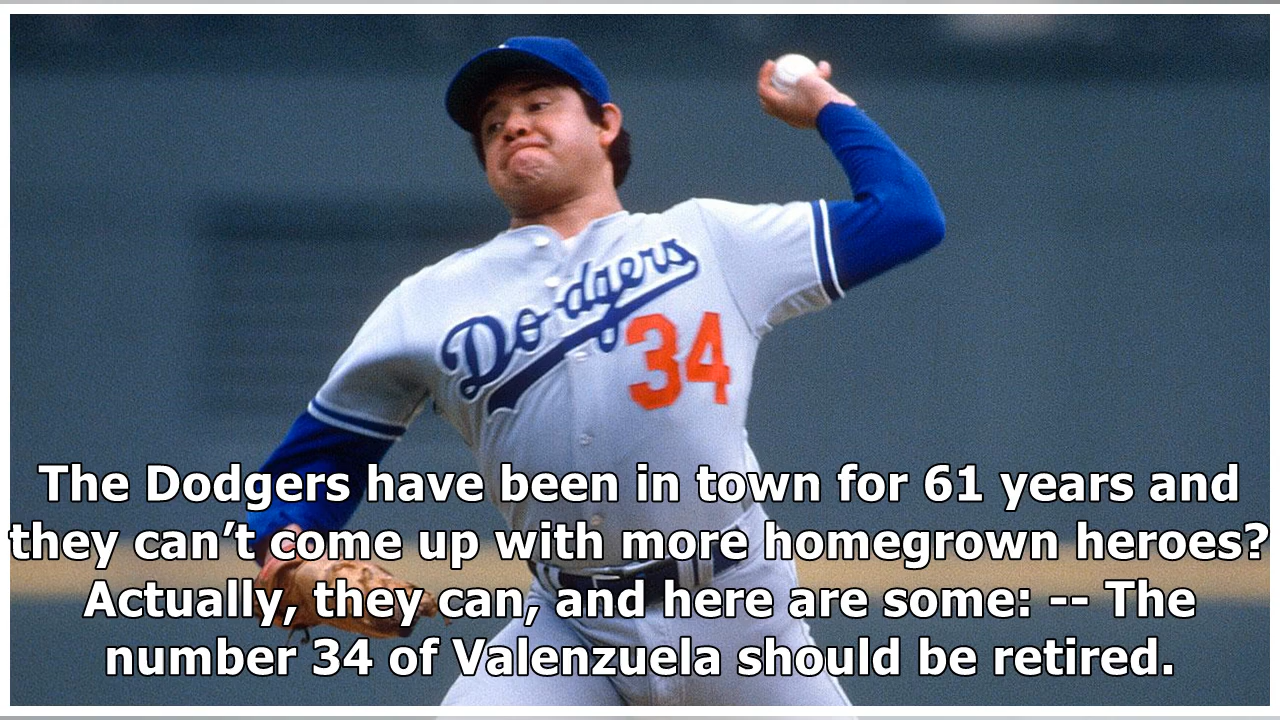 Dodgers
34
The Dodgers have been in town for 61 years and
they can’t come up with more homegrown heroes?
Actually, they can, and here are some: -- The
number 34 of Valenzuela should be retired.